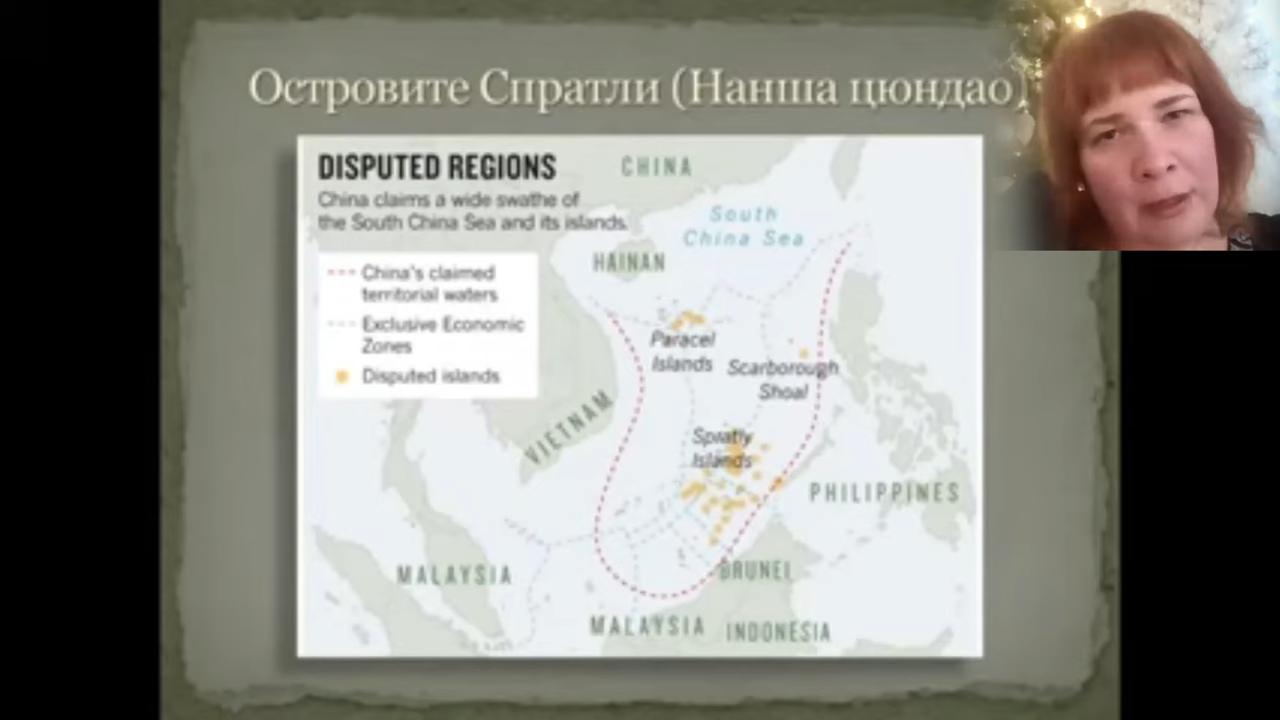 Островите Спратли (Нанша цюндао)
DISPUTED REGIONS
China claims a wide swathe of
the South China Sea and its islands.
China's claimed
territorial waters
Exclusive Economic
Zones
Disputed islands
CHINA
South
China Sea
HAINAN
Paracel
Islands
Scarborough
Shoal
VIETNAM
Spratly
Islands
PHILIPPINES
MALAYSIA
BRUNEI
MALAYSIA
INDONESIA